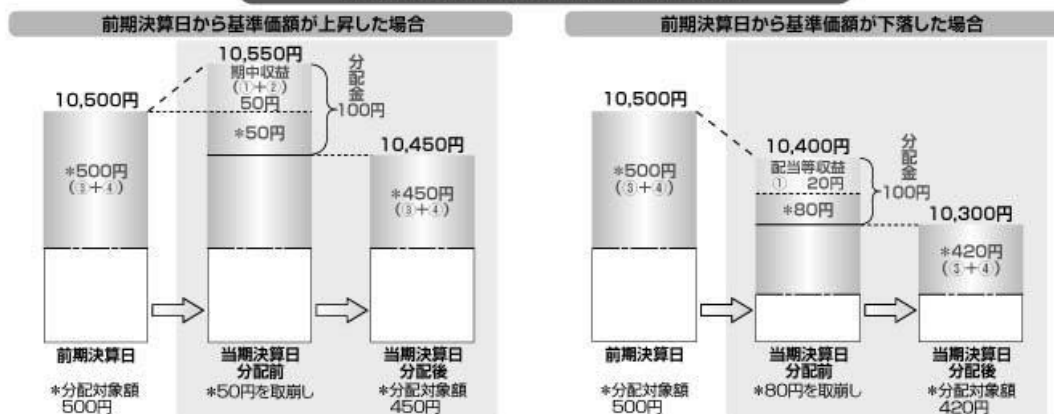 前期決算日から基準価額が上昇した場合
10,550円
期中収益
(①+②)
50円
*50円
分配金
100円
10,500円
*500円
(③+④)
10,450円
*450円
(③+④)
前期決算日
*分配対象額
500円
当期決算日
分配前
*50円を取崩し
当期決算日
分配後
*分配対象額
450円
前期決算日から基準価額が下落した場合
10,500円
*500円
(③+④)
10,400円
配当等収益
① 20円
*80円
分配金
100円
10,300円
*420円
(③+④)
前期決算日
*分配対象額
500円
当期決算日
分配前
*80円を取崩し
当期決算日
分配後
*分配対象額
420円